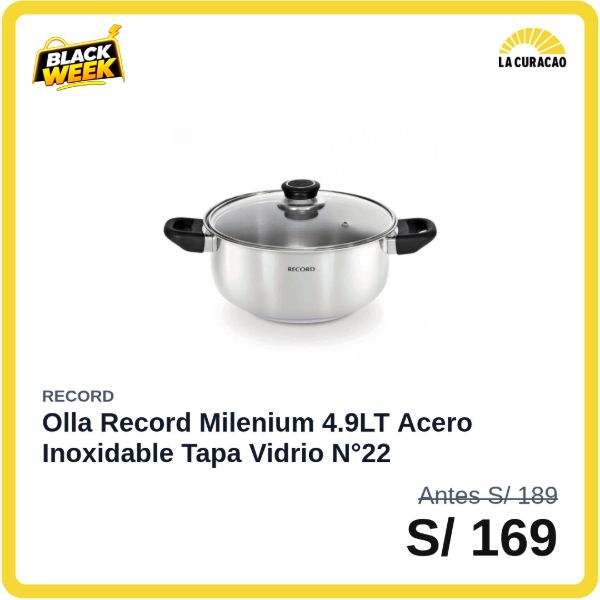 BLACK
WEEK
LA CURACAO
RECORD
RECORD
Olla Record Milenium 4.9LT Acero
Inoxidable Tapa Vidrio N°22
Antes S/ 189
S/ 169